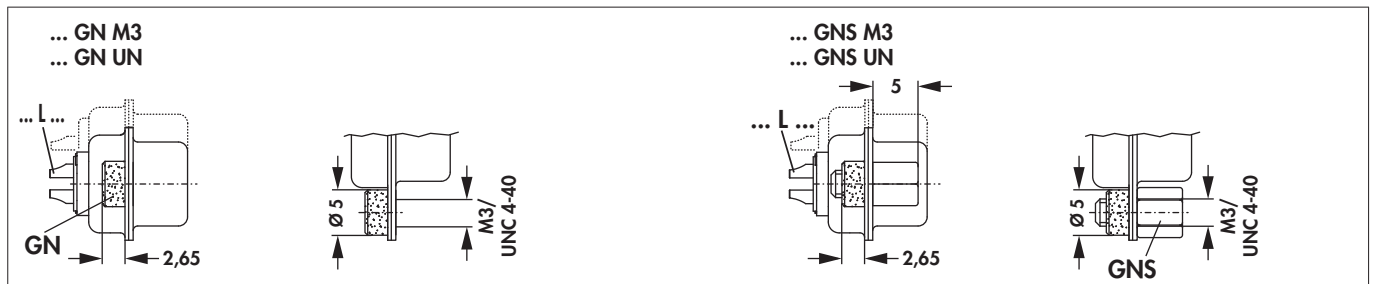 ... GN M3
... GN UN
... L ...
GN
2,65
Ø 5
M3/
UNC 4-40
... GNS M3
... GNS UN
5
... L ...
2,65
Ø 5
M3/
UNC 4-40
GNS